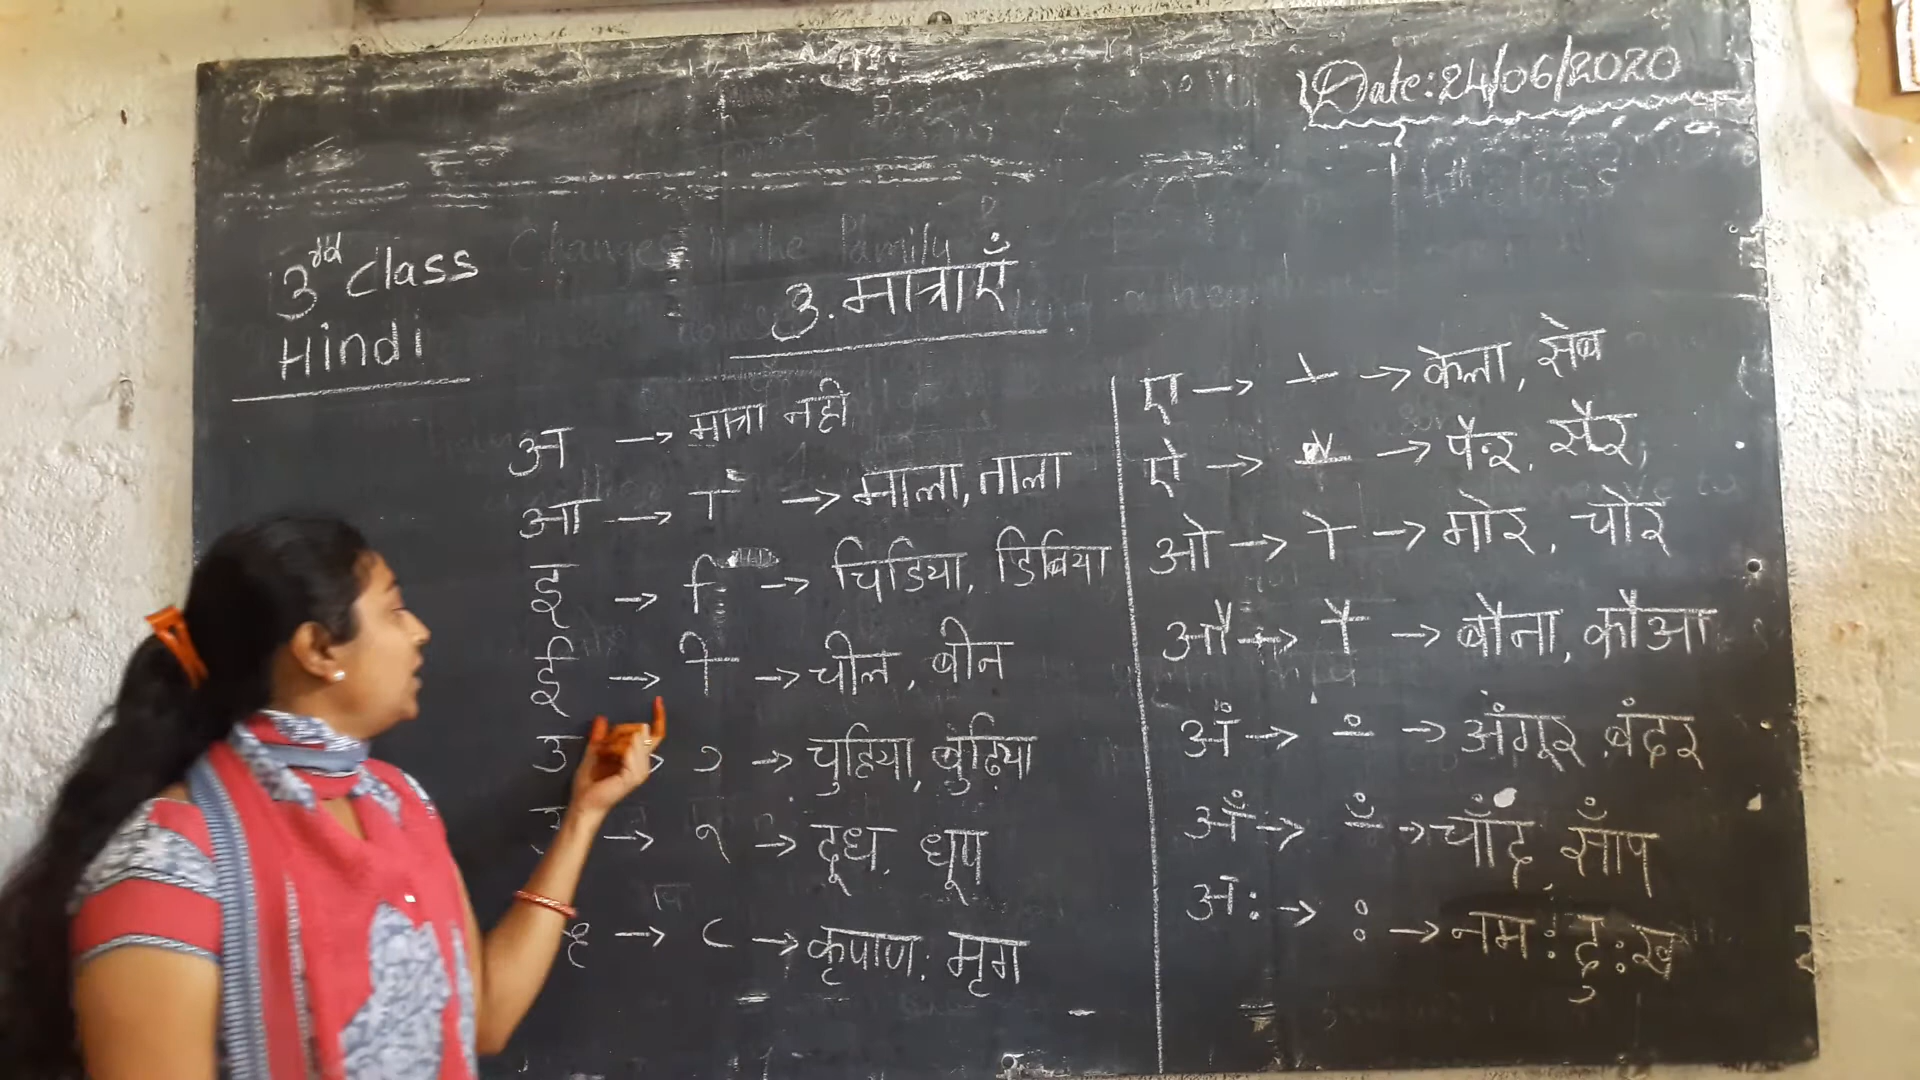 Date: 24/06/2020
3rd Class
Hindi
3. मात्राएँ
अ → मात्रा नही
आ → ा → माला, ताला
इ → ि → चिडिया, डिबिया
ई → ी → चील, बीन
उ → ु → चुहिया, बुढ़िया
→ ू → दूध, धूप
ऋ → ृ → कृपाण, मृग
ए → े → केला, सेब
ऐ → ै → पैर, सैर,
ओ → ो → मोर, चोर
औ → ौ → बौना, कौआ
अं → ं → अंगूर, बंदर
अँ → ँ → चाँद, साँप
अ: → : → नम: दु:ख